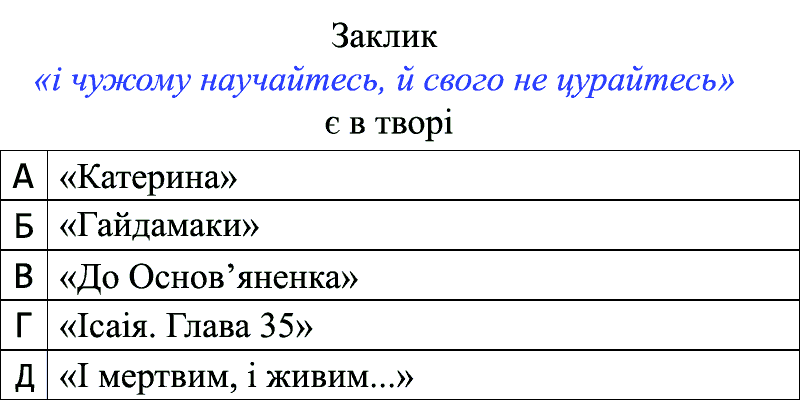 Заклик
«і чужому научайтесь, й свого не цурайтесь»
є в творі
А «Катерина»
Б «Гайдамаки»
В «До Основ’яненка»
Г «Ісаія. Глава 35»
Д «І мертвим, і живим...»